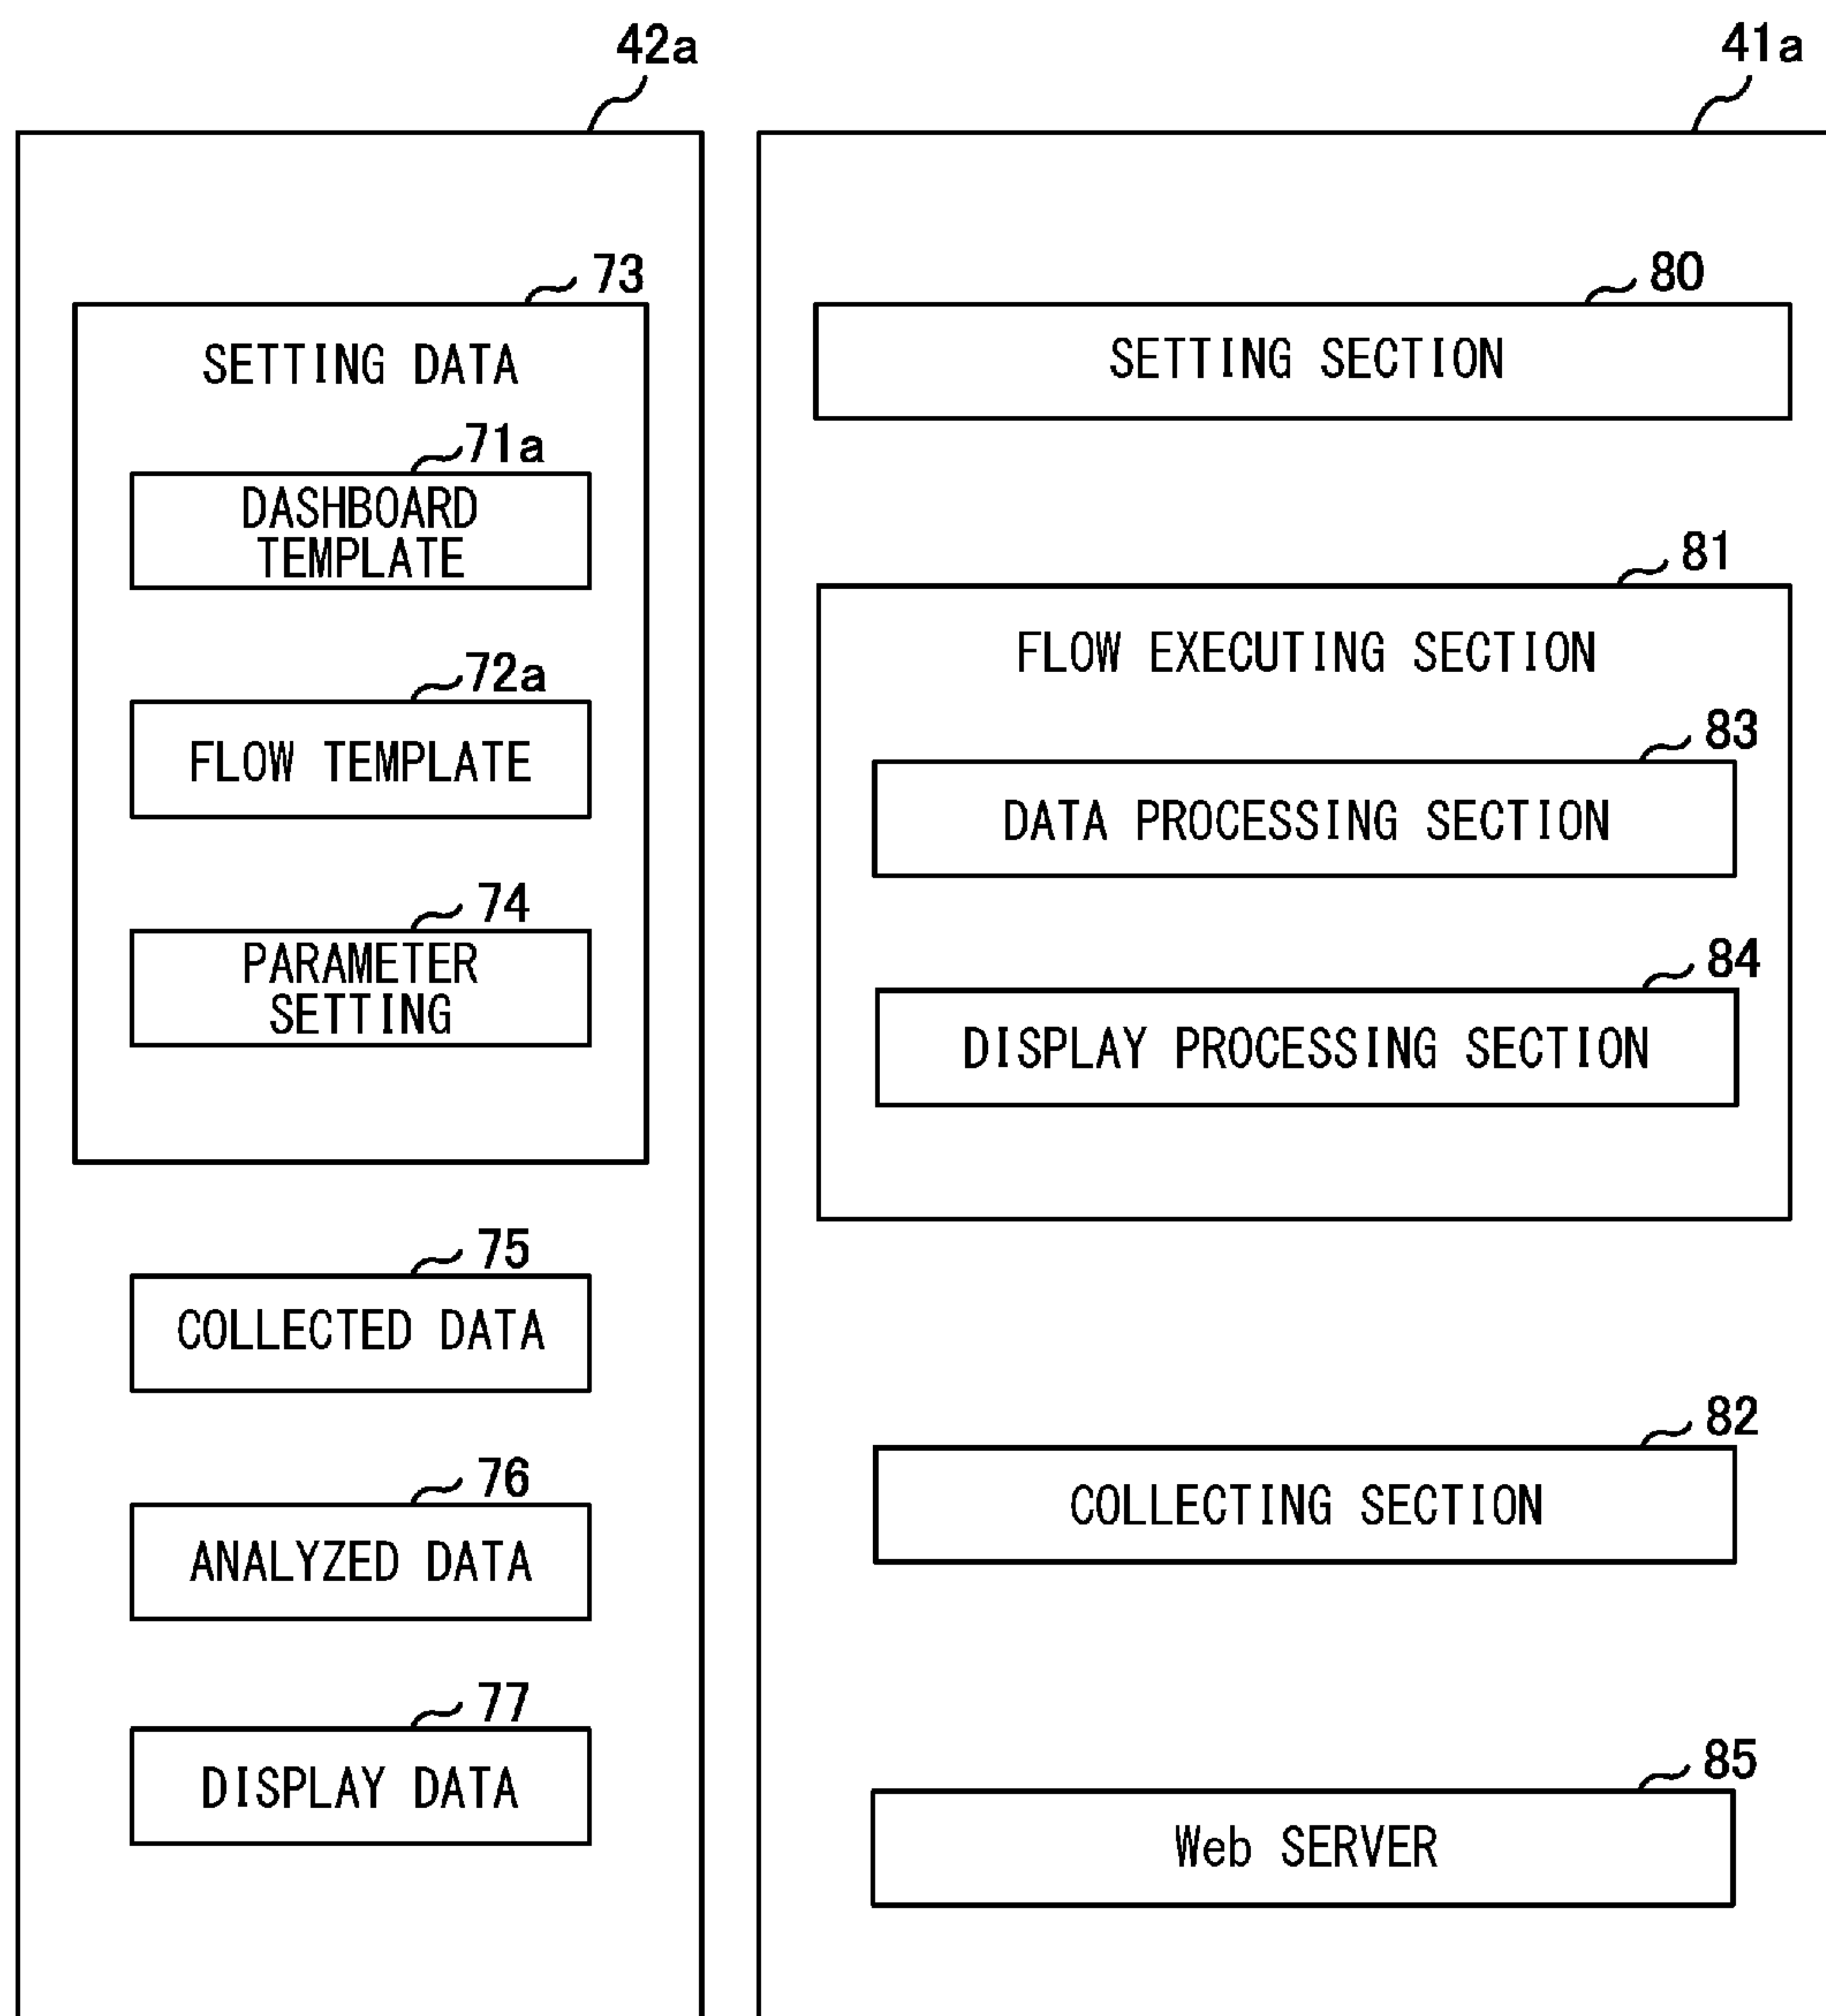 42a
73
SETTING DATA
71a
DASHBOARD
TEMPLATE
72a
FLOW TEMPLATE
74
PARAMETER
SETTING
75
COLLECTED DATA
76
ANALYZED DATA
77
DISPLAY DATA
41a
80
SETTING SECTION
81
FLOW EXECUTING SECTION
83
DATA PROCESSING SECTION
84
DISPLAY PROCESSING SECTION
82
COLLECTING SECTION
85
Web SERVER